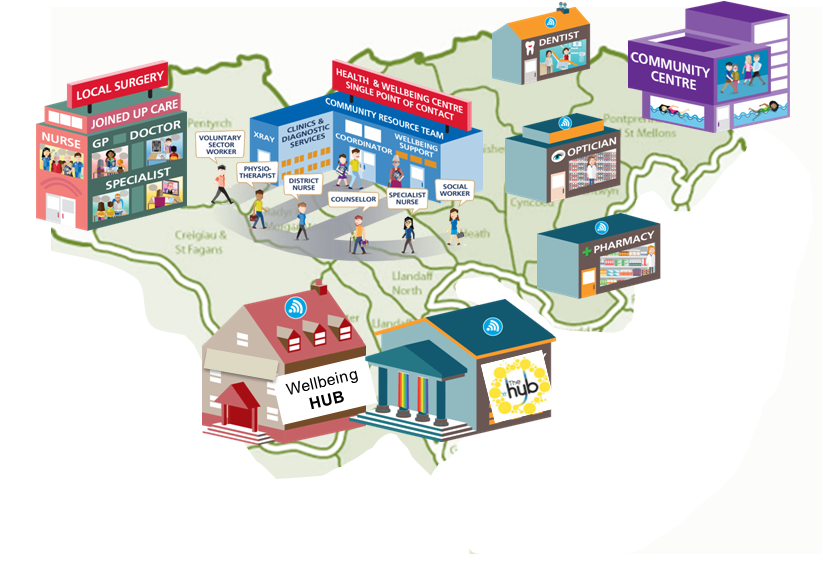 LOCAL SURGERY
JOINED UP CARE
NURSE
GP
DOCTOR
SPECIALIST
Pentyrch
VOLUNTARY
SECTOR
WORKER
PHYSIO-
THERAPIST
DISTRICT
NURSE
COUNSELLOR
SPECIALIST
NURSE
SOCIAL
WORKER
HEALTH & WELLBEING CENTRE
SINGLE POINT OF CONTACT
COMMUNITY RESOURCE TEAM
XRAY
CLINICS &
DIAGNOSTIC
SERVICES
COORDINATOR
WELLBEING
SUPPORT
DENTIST
COMMUNITY
CENTRE
OPTICIAN
St Mellons
PHARMACY
Creigiau &
St Fagans
Llandaff
North
Wellbeing
HUB
The
hub